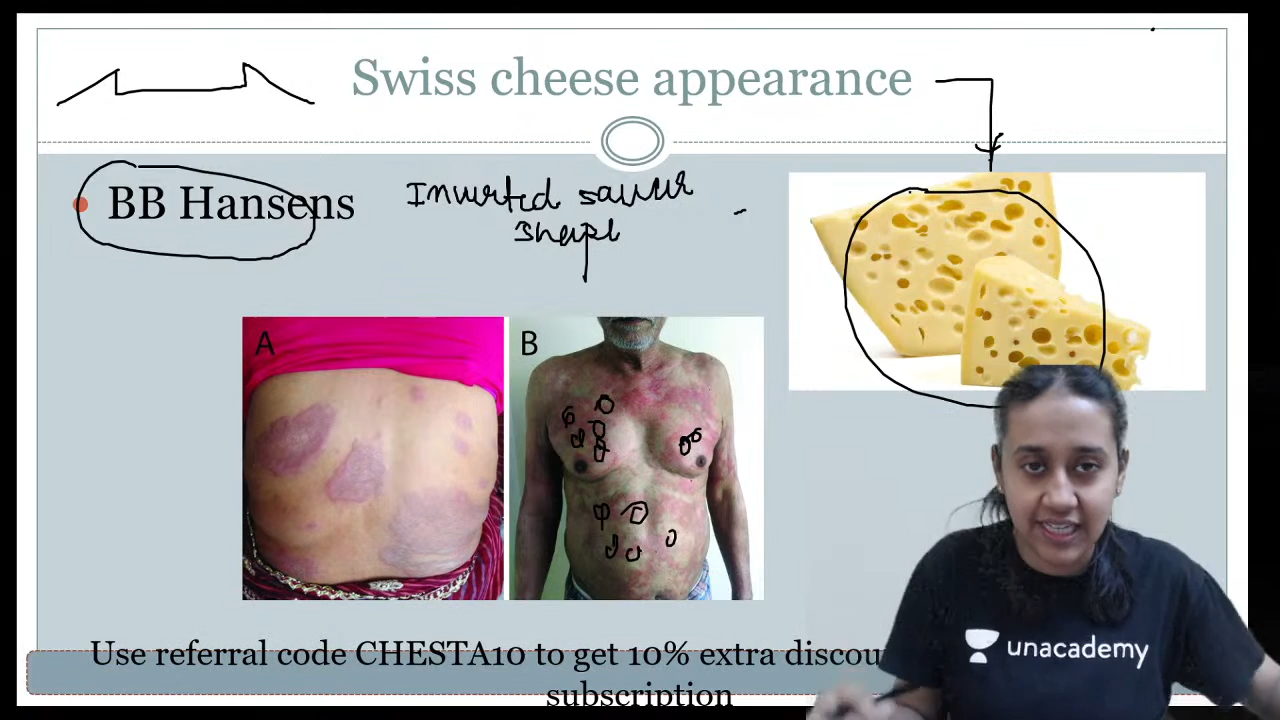 Swiss cheese appearance
BB Hansens
Inverted saucer
Shape
A
B
Use referral code CHESTA10 to get 10% extra discou
subscription
unacademy